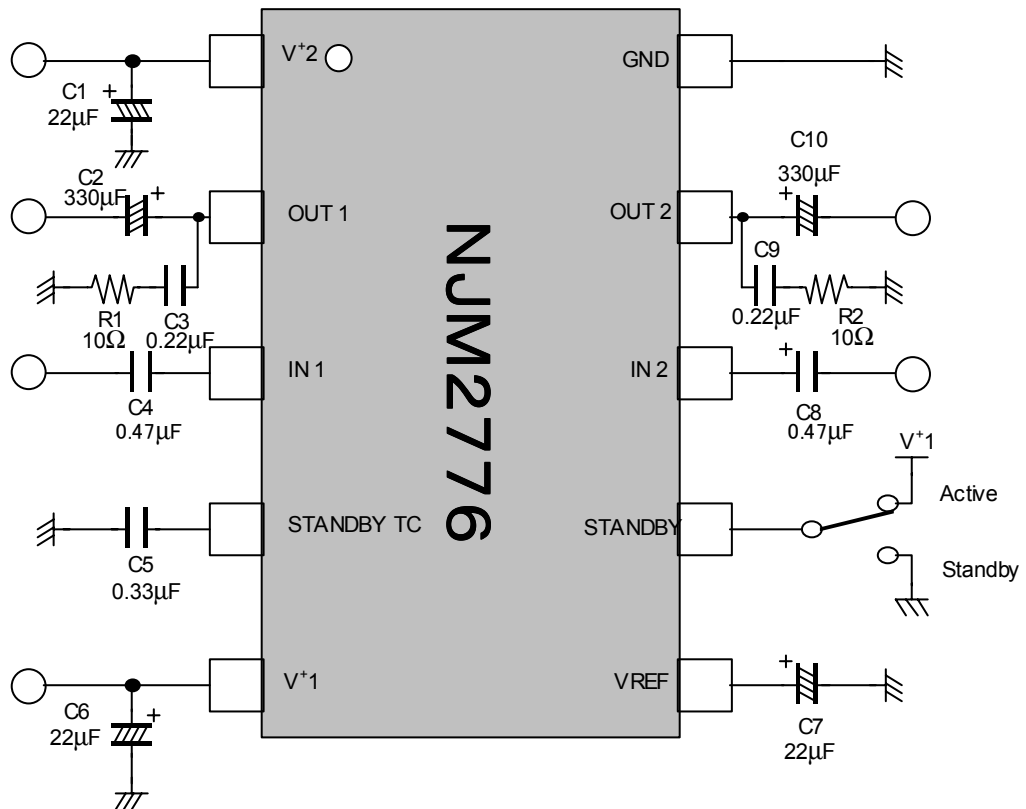 V+2
GND
C1
+
22µF
C2
330µF
+
OUT 1
OUT 2
C10
330µF
+
R1
10Ω
C3
0.22µF
C9
0.22µF
R2
10Ω
NJM2776
IN 1
IN 2
C4
0.47µF
+
C8
0.47µF
V+1
Active
STANDBY TC
STANDBY
C5
0.33µF
Standby
V+1
VREF
C6
22µF
+
+
C7
22µF